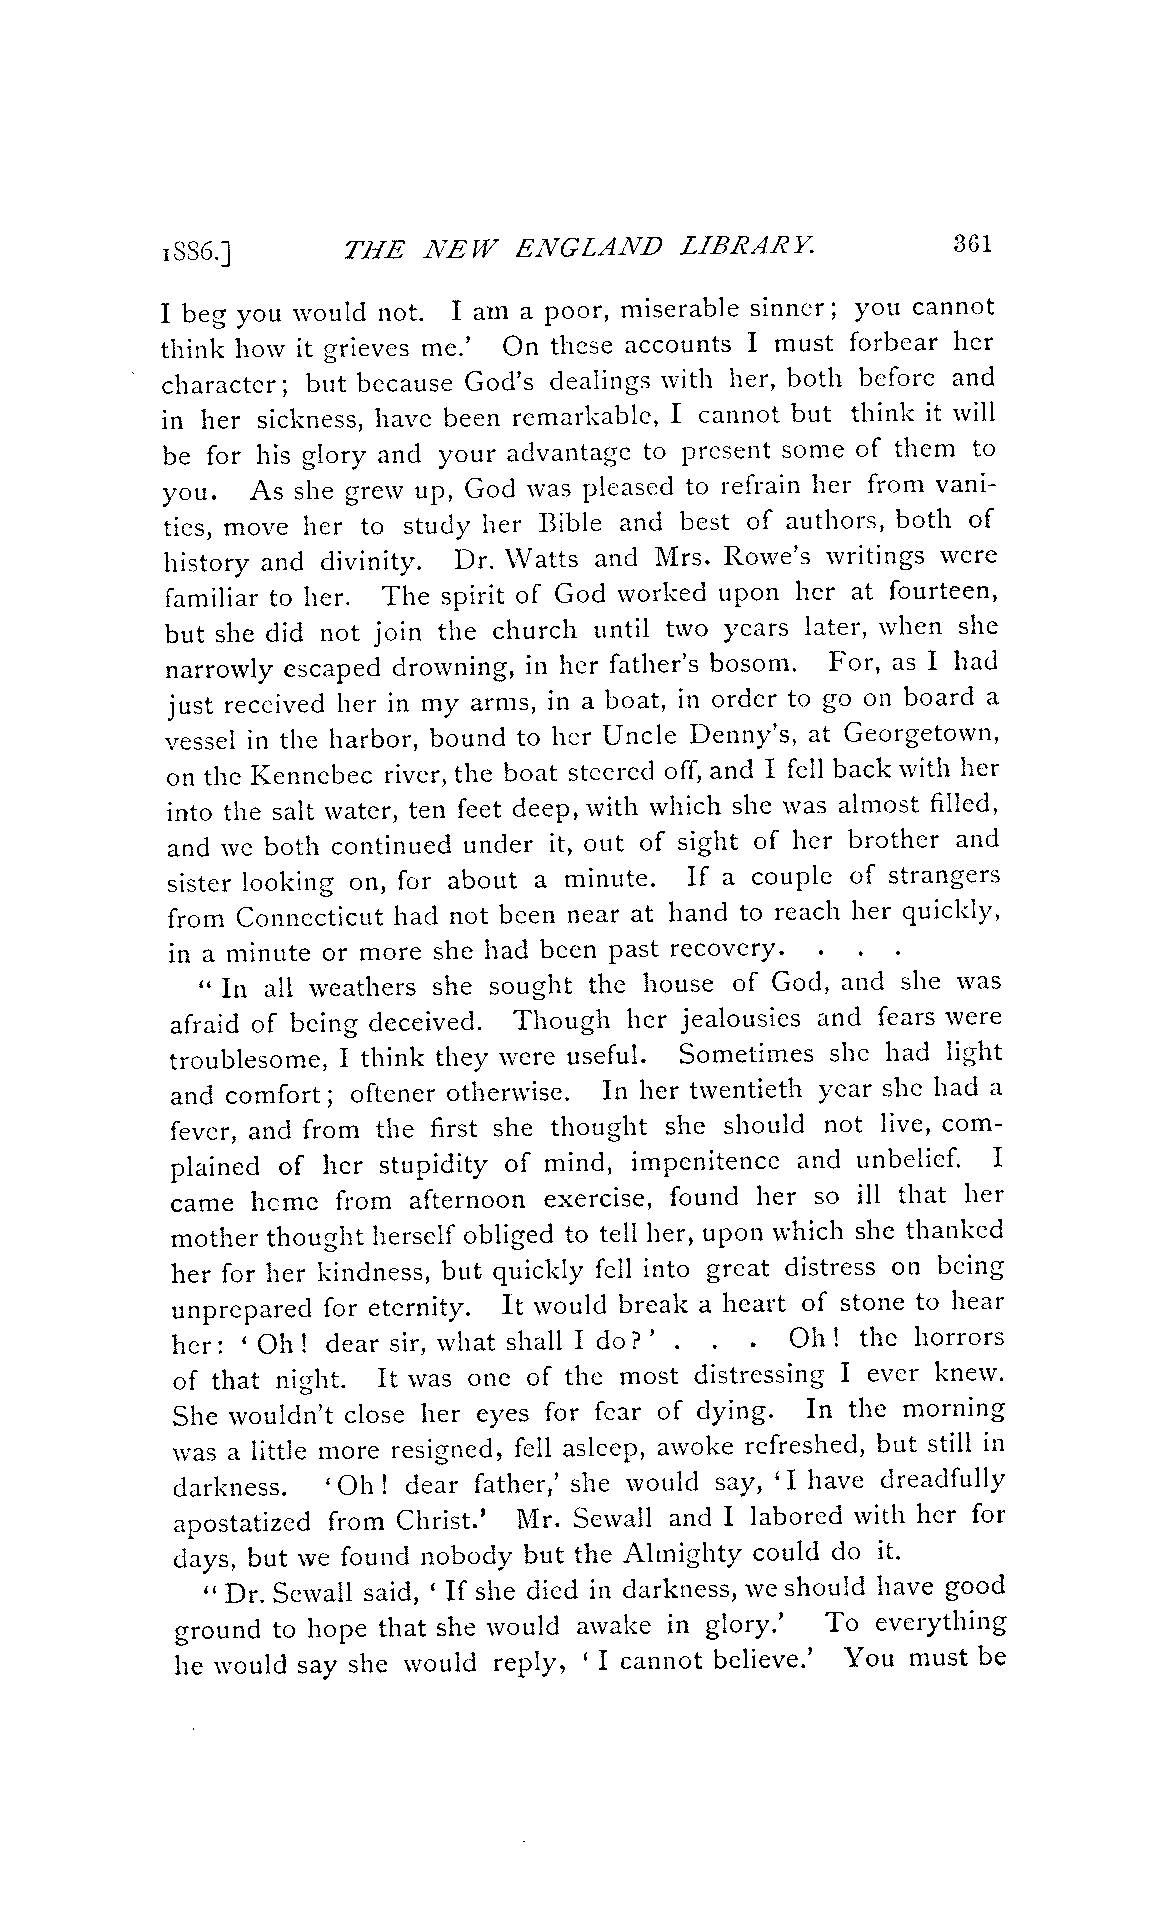 1886.] THE NEW ENGLAND LIBRARY. 361
I beg you would not. I am a poor, miserable sinner; you cannot
think how it grieves me.' On these accounts I must forbear her
character; but because God's dealings with her, both before and
in her sickness, have been remarkable, I cannot but think it will
be for his glory and your advantage to present some of them to
you. As she grew up, God was pleased to refrain her from vani-
ties, move her to study her Bible and best of authors, both of
history and divinity. Dr. Watts and Mrs. Rowe's writings were
familiar to her. The spirit of God worked upon her at fourteen,
but she did not join the church until two years later, when she
narrowly escaped drowning, in her father's bosom. For, as I had
just received her in my arms, in a boat, in order to go on board a
vessel in the harbor, bound to her Uncle Denny's, at Georgetown,
on the Kennebec river, the boat steered off, and I fell back with her
into the salt water, ten feet deep, with which she was almost filled,
and we both continued under it, out of sight of her brother and
sister looking on, for about a minute. If a couple of strangers
from Connecticut had not been near at hand to reach her quickly,
in a minute or more she had been past recovery. . . .
" In all weathers she sought the house of God, and she was
afraid of being deceived. Though her jealousies and fears were
troublesome, I think they were useful. Sometimes she had light
and comfort; oftener otherwise. In her twentieth year she had a
fever, and from the first she thought she should not live, com-
plained of her stupidity of mind, impenitence and unbelief. I
came heme from afternoon exercise, found her so ill that her
mother thought herself obliged to tell her, upon which she thanked
her for her kindness, but quickly fell into great distress on being
unprepared for eternity. It would break a heart of stone to hear
her: ' Oh! dear sir, what shall I do?' . . . Oh! the horrors
of that night. It was one of the most distressing I ever knew.
She wouldn't close her eyes for fear of dying. In the morning
was a little more resigned, fell asleep, awoke refreshed, but still in
darkness. 'Oh! dear father,' she would say, 'I have dreadfully
apostatized from Christ.' Mr. Sewall and I labored with her for
days, but we found nobody but the Almighty could do it.
" Dr. Sewall said, ' If she died in darkness, we should have good
ground to hope that she would awake in glory.' To everything
he would say she would reply, ' I cannot believe.' You must be